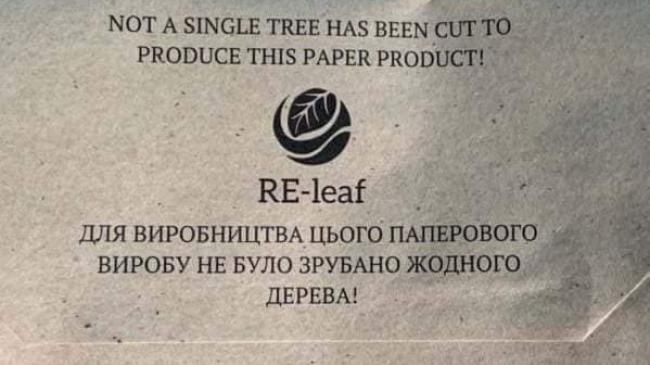 NOT A SINGLE TREE HAS BEEN CUT TO
PRODUCE THIS PAPER PRODUCT!
RE-leaf
ДЛЯ ВИРОБНИЦТВА ЦЬОГО ПАПЕРОВОГО
ВИРОБУ НЕ БУЛО ЗРУБАНО ЖОДНОГО
ДЕРЕВА!